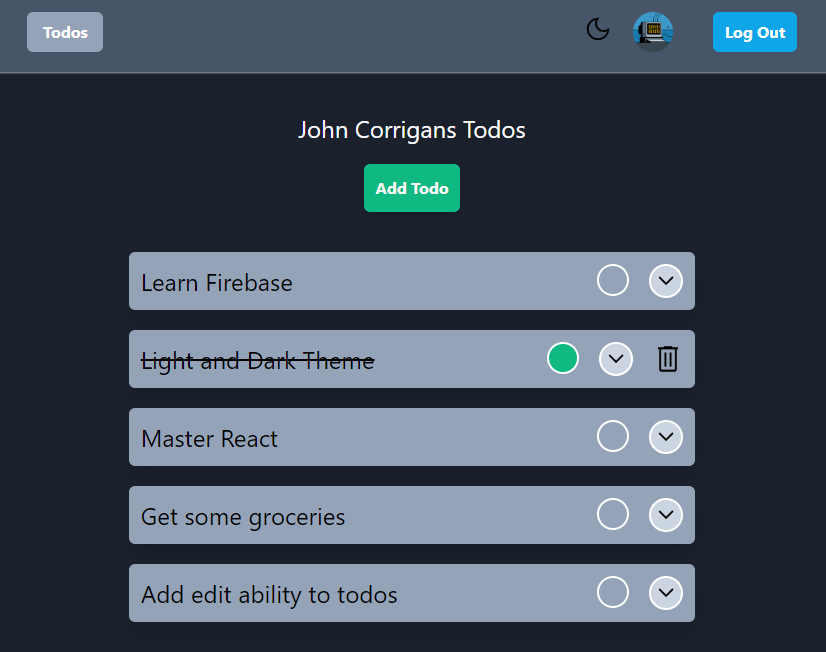 Todos
Log Out
John Corrigans Todos
Add Todo
Learn Firebase
Light and Dark Theme
Master React
Get some groceries
Add edit ability to todos